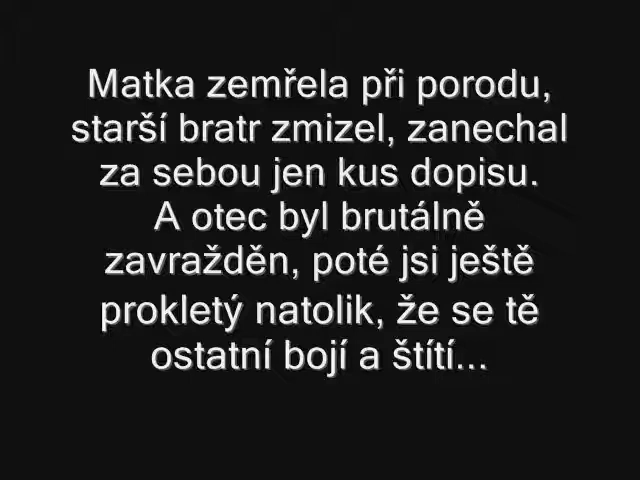 Matka zemřela při porodu,
starší bratr zmizel, zanechal
za sebou jen kus dopisu.
A otec byl brutálně
zavražděn, poté jsi ještě
prokletý natolik, že se tě
ostatní bojí a štítí...